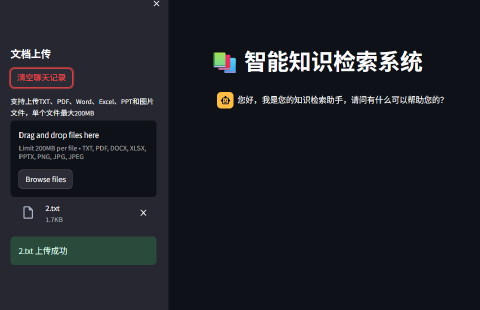 文档上传
清空聊天记录
支持上传TXT、PDF、Word、Excel、PPT和图片
文件，单个文件最大200MB
Drag and drop files here
Limit 200MB per file • TXT, PDF, DOCX, XLSX,
PPTX, PNG, JPG, JPEG
Browse files
2.txt
1.7KB
2.txt 上传成功
智能知识检索系统
您好，我是您的知识检索助手，请问有什么可以帮助您的？